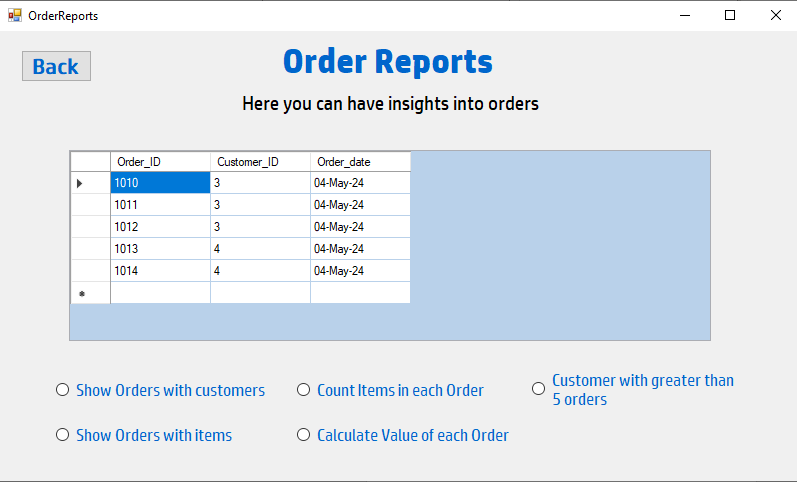 OrderReports
Back
Order Reports
Here you can have insights into orders
Order_ID Customer_ID Order_date
1010 3 04-May-24
1011 3 04-May-24
1012 3 04-May-24
1013 4 04-May-24
1014 4 04-May-24
Show Orders with customers
Count Items in each Order
Customer with greater than
5 orders
Show Orders with items
Calculate Value of each Order